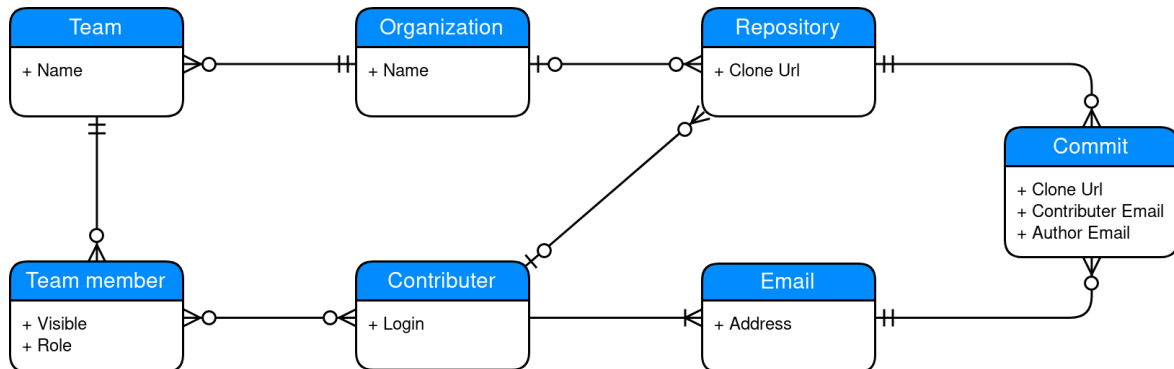 Team
+ Name
Organization
+ Name
Repository
+ Clone Url
Commit
+ Clone Url
+ Contributer Email
+ Author Email
Team member
+ Visible
+ Role
Contributer
+ Login
Email
+ Address